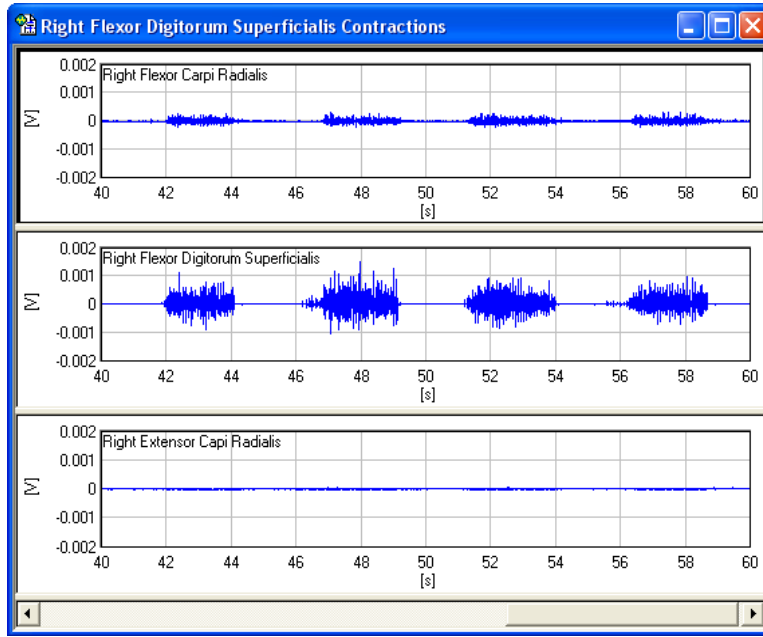 Right Flexor Digitorum Superficialis Contractions
0.002
Right Flexor Carpi Radialis
0.001
0
-0.001
-0.002
[V]
40 42 44 46 48 50 52 54 56 58 60
[s]
0.002
Right Flexor Digitorum Superficialis
0.001
0
-0.001
-0.002
[V]
40 42 44 46 48 50 52 54 56 58 60
[s]
0.002
Right Extensor Capi Radialis
0.001
0
-0.001
-0.002
[V]
40 42 44 46 48 50 52 54 56 58 60
[s]